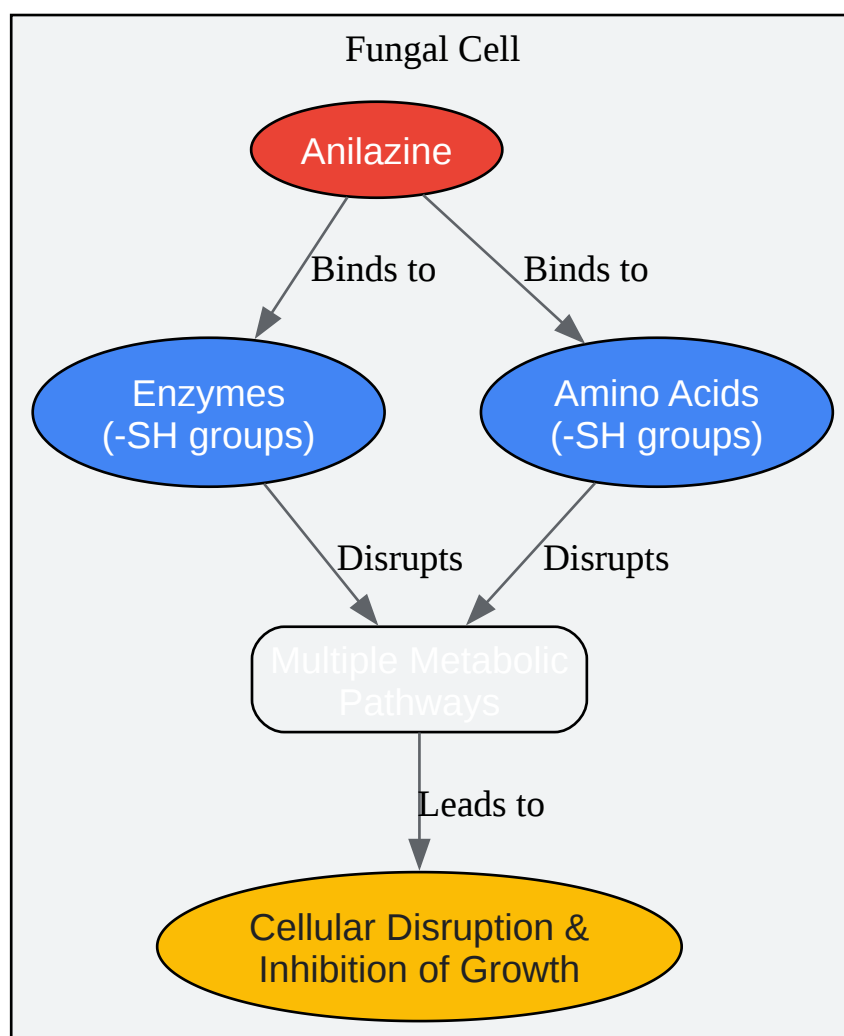 Fungal Cell
Anilazine
Binds to
Binds to
Enzymes
(-SH groups)
Amino Acids
(-SH groups)
Disrupts
Disrupts
Multiple Metabolic
Pathways
Leads to
Cellular Disruption &
Inhibition of Growth